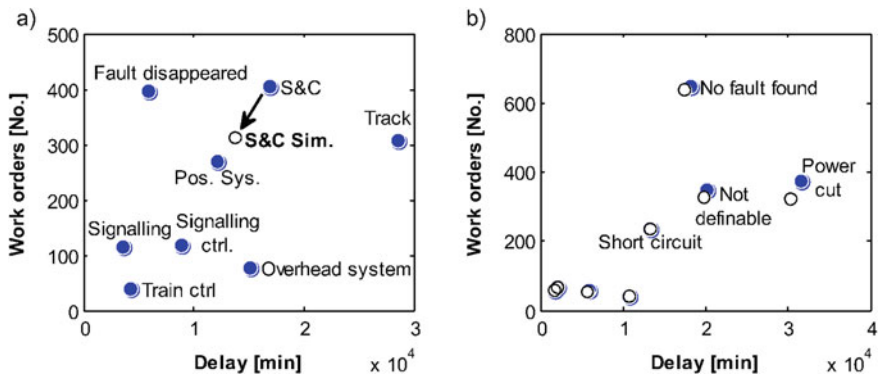 a)
Work orders [No.]
500
400
300
200
100
0
Fault disappeared
S&C
Track
S&C Sim.
Pos. Sys.
Signalling
Signalling
ctrl.
Overhead system
Train ctrl
0
1
2
3
Delay [min]
x 10^4
b)
Work orders [No.]
800
600
400
200
0
No fault found
Power
cut
Not
definable
Short circuit
0
1
2
3
4
Delay [min]
x 10^4